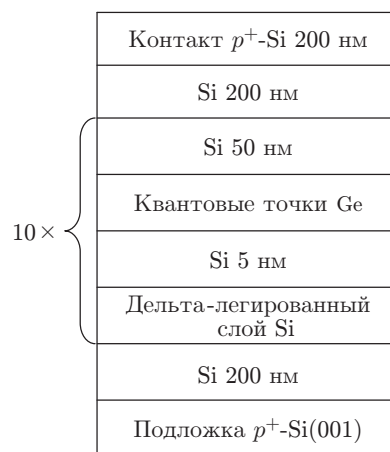 Контакт p⁺-Si 200 нм
Si 200 нм
Si 50 нм
10×
Квантовые точки Ge
Si 5 нм
Дельта-легированный
слой Si
Si 200 нм
Подложка p⁺-Si(001)